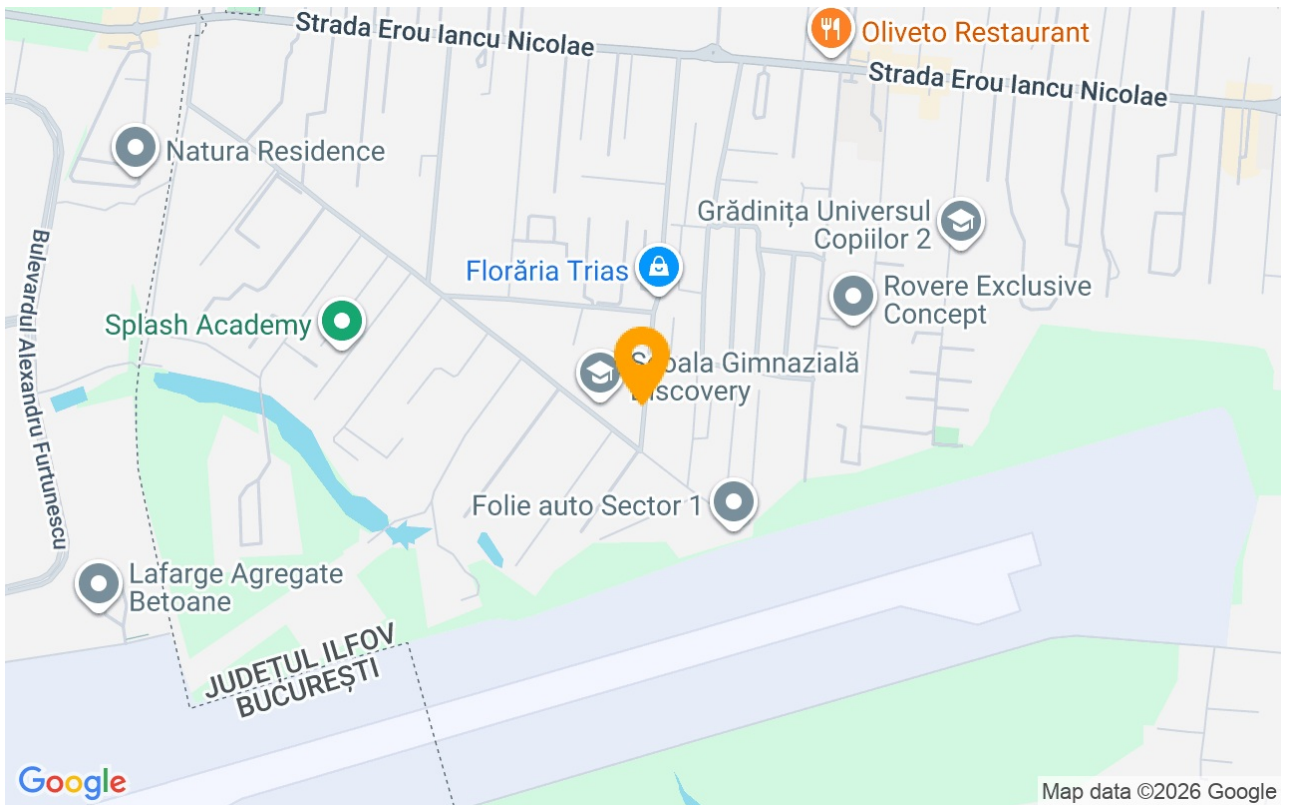 Strada Erou Iancu Nicolae
Oliveto Restaurant
Strada Erou Iancu Nicolae
Natura Residence
Grădinița Universul
Copiilor 2
Florăria Trias
Rovere Exclusive
Concept
Splash Academy
Bulevardul Alexandru Furtunescu
Gimnazială
Folie auto Sector 1
Lafarge Agregate
Betoane
JUDEȚUL ILFOV
BUCUREȘTI
Google
Map data ©2026 Google